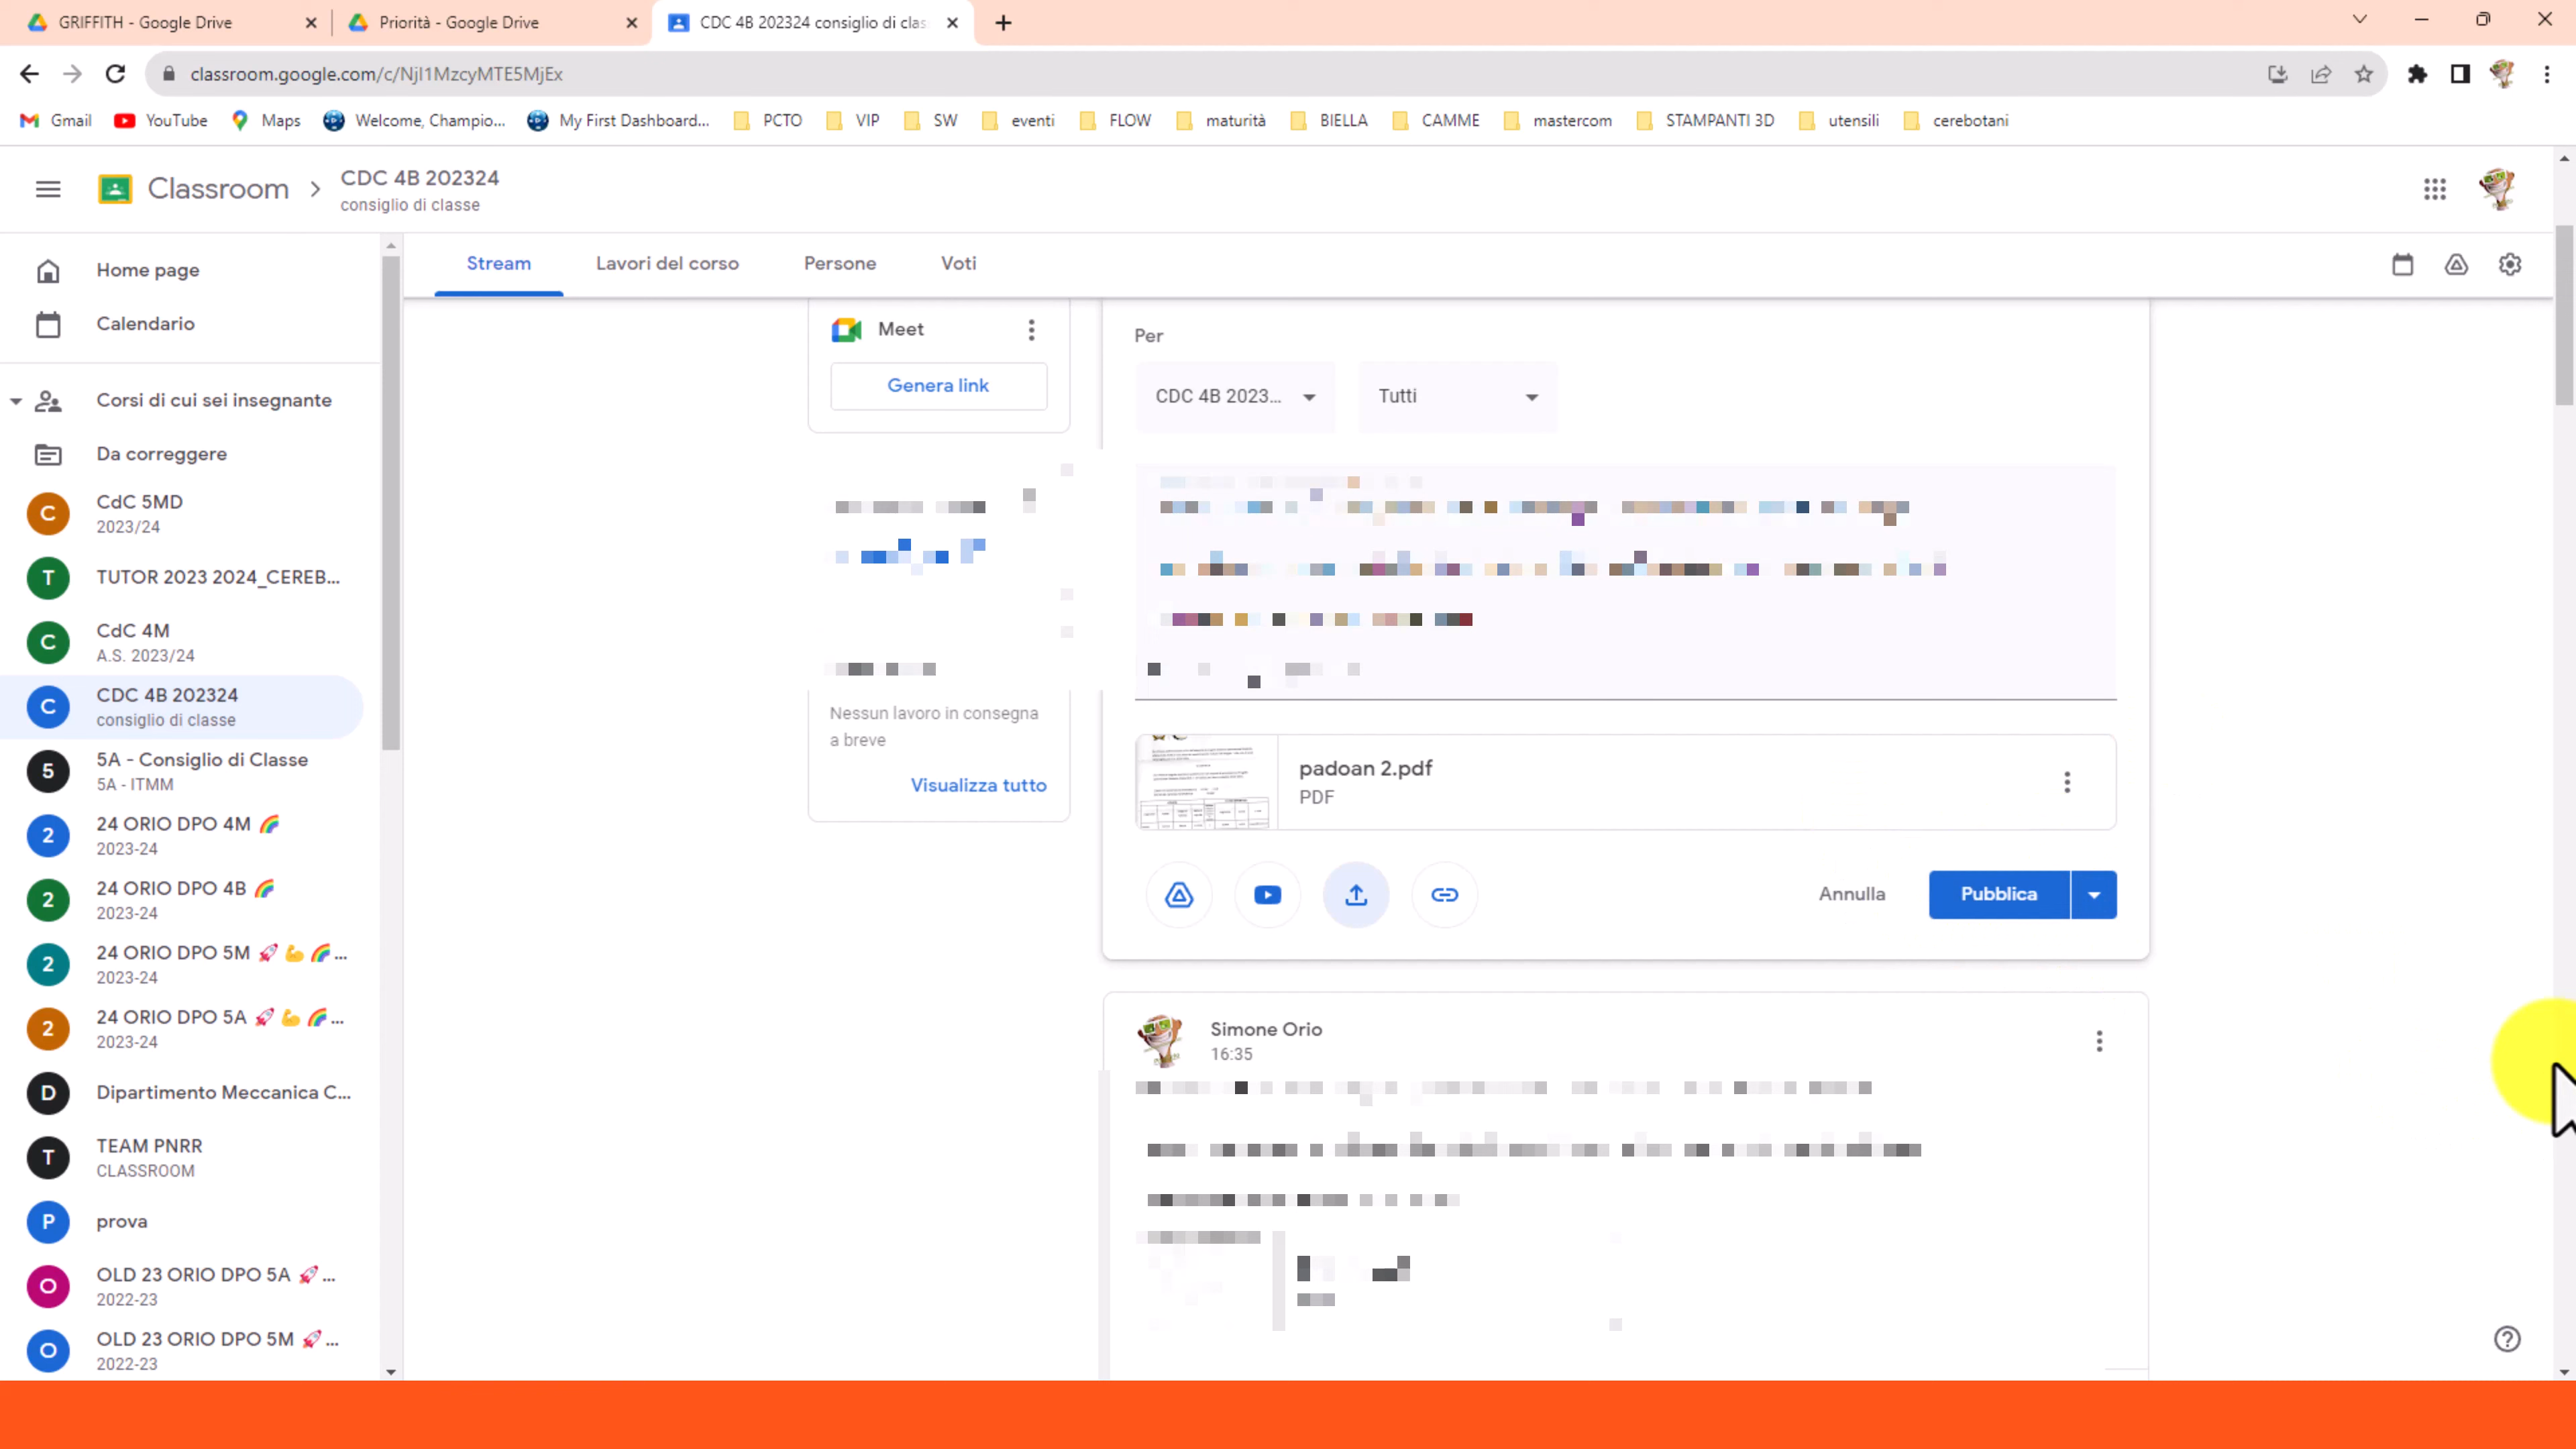 GRIFFITH - Google Drive
Priorità - Google Drive
CDC 4B 202324 consiglio di clas
classroom.google.com/c/NjI1MzcyMTE5MjEx
Gmail
YouTube
Maps
Welcome, Champio...
My First Dashboard...
PCTO
VIP
SW
eventi
FLOW
maturità
BIELLA
CAMME
mastercom
STAMPANTI 3D
utensili
cerebotani
Classroom
CDC 4B 202324
consiglio di classe
Home page
Calendario
Corsi di cui sei insegnante
Da correggere
C
CdC 5MD
2023/24
T
TUTOR 2023 2024_CEREB...
C
CdC 4M
A.S. 2023/24
C
CDC 4B 202324
consiglio di classe
5
5A - Consiglio di Classe
5A - ITMM
2
24 ORIO DPO 4M 🌈
2023-24
2
24 ORIO DPO 4B 🌈
2023-24
2
24 ORIO DPO 5M 🚀 💪 🌈...
2023-24
2
24 ORIO DPO 5A 🚀 💪 🌈...
2023-24
D
Dipartimento Meccanica C...
T
TEAM PNRR
CLASSROOM
P
prova
O
OLD 23 ORIO DPO 5A 🚀...
2022-23
O
OLD 23 ORIO DPO 5M 🚀...
2022-23
Stream
Lavori del corso
Persone
Voti
Meet
Genera link
Nessun lavoro in consegna
a breve
Visualizza tutto
Per
CDC 4B 2023...
Tutti
padoan 2.pdf
PDF
Annulla
Pubblica
Simone Orio
16:35